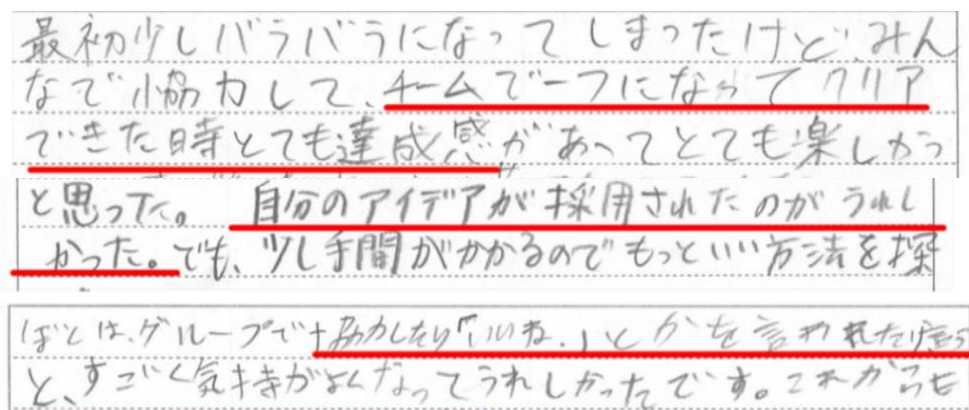 最初少しバラバラになってしまったけど、みん
なで協力して、チームで一つになってクリア
できた時とても達成感があってとても楽しかっ
と思った。 自分のアイデアが採用されたのがうれし
かった。でも、少し手間がかかるのでもっといい方法を探
ぼくは、グループで協力したり「いいね。」とかを言われたりする
と、すごく気持がよくなってうれしかったです。これからも